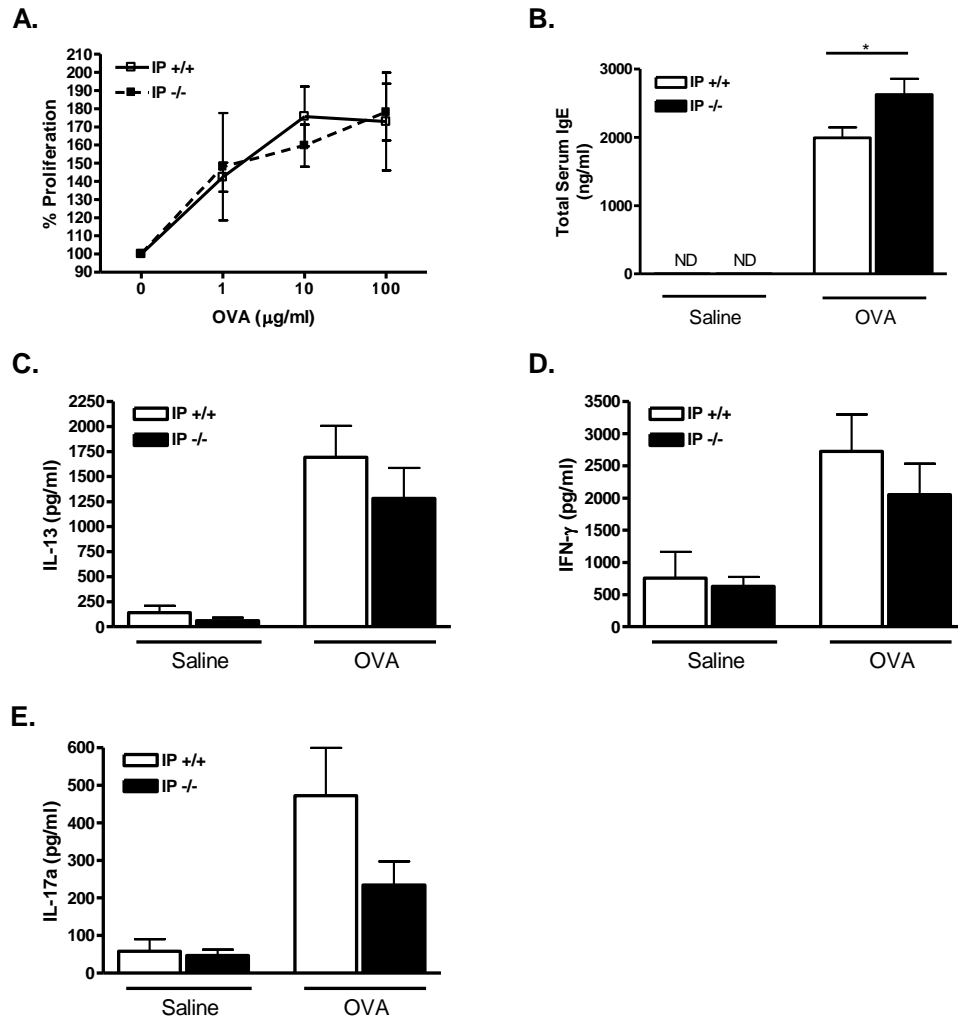 A.
IP +/+
IP -/-
210
200
190
180
170
160
150
140
130
120
110
100
90
% Proliferation
0 1 10 100
OVA (μg/ml)
B.
*
IP +/+
IP -/-
3000
2000
1000
0
Total Serum IgE
(ng/ml)
ND ND
Saline OVA
C.
IP +/+
IP -/-
2250
2000
1750
1500
1250
1000
750
500
250
0
IL-13 (pg/ml)
Saline OVA
D.
IP +/+
IP -/-
3500
3000
2500
2000
1500
1000
500
0
IFN-γ (pg/ml)
Saline OVA
E.
IP +/+
IP -/-
600
500
400
300
200
100
0
IL-17a (pg/ml)
Saline OVA